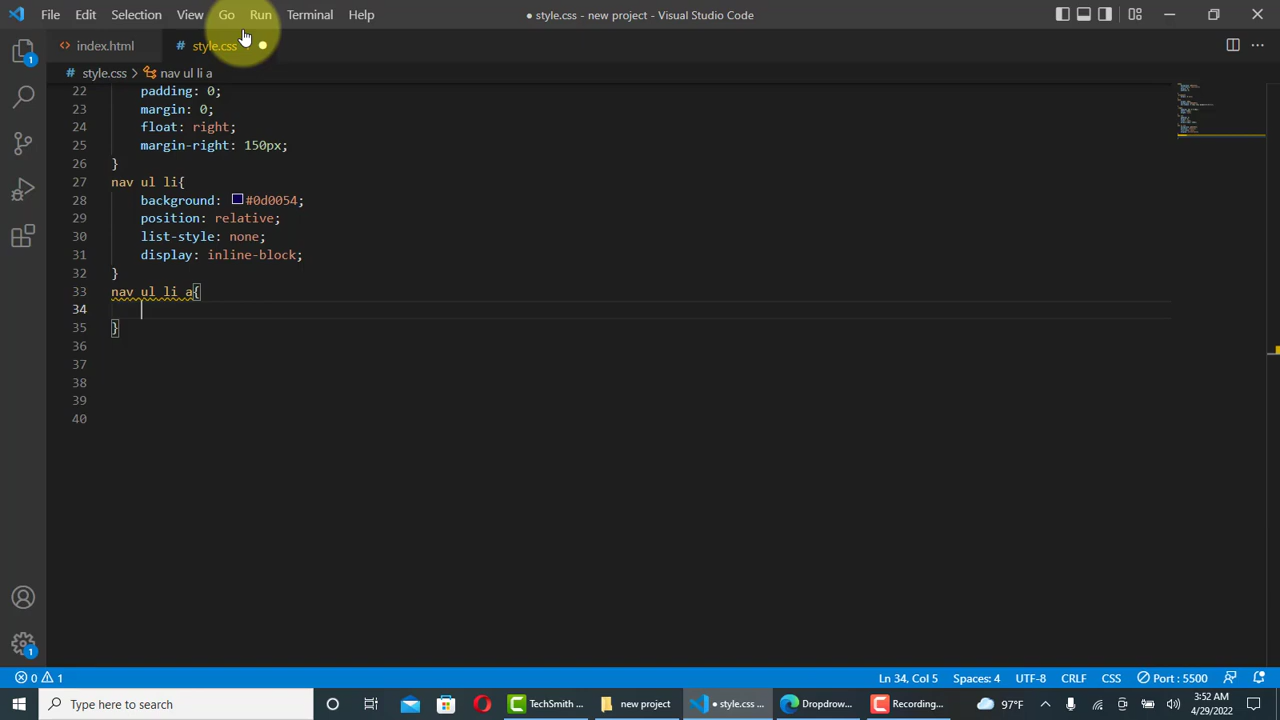 File Edit Selection View Go Run Terminal Help
● style.css - new project - Visual Studio Code
index.html
style.css
style.css > nav ul li a
22 padding: 0;
23 margin: 0;
24 float: right;
25 margin-right: 150px;
26 }
27 nav ul li{
28 background: #0d0054;
29 position: relative;
30 list-style: none;
31 display: inline-block;
32 }
33 nav ul li a{
34
35 }
36
37
38
39
40
1
1
0 1
Ln 34, Col 5 Spaces: 4 UTF-8 CRLF CSS Port : 5500
Type here to search
TechSmith ...
new project
● style.css ...
Dropdrow...
Recording...
97°F
3:52 AM
4/29/2022